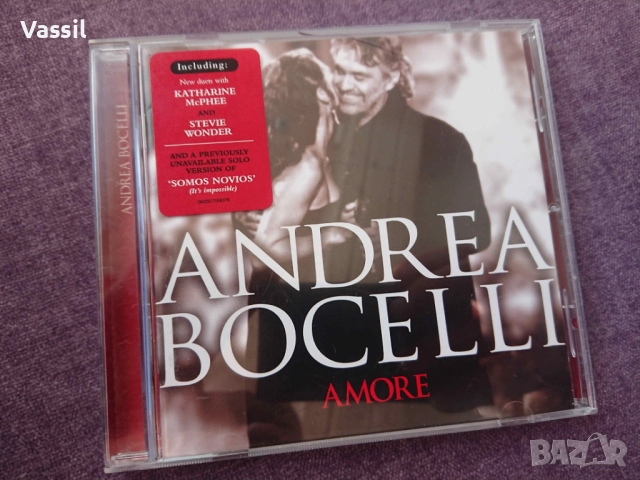 Vassil
ANDREA BOCELLI
Including:
New duets with
KATHARINE
McPHEE
AND
STEVIE
WONDER
AND A PREVIOUSLY
UNAVAILABLE SOLO
VERSION OF
'SOMOS NOVIOS'
(It's impossible)
ANDREA
BOCELLI
AMORE
BAZAR